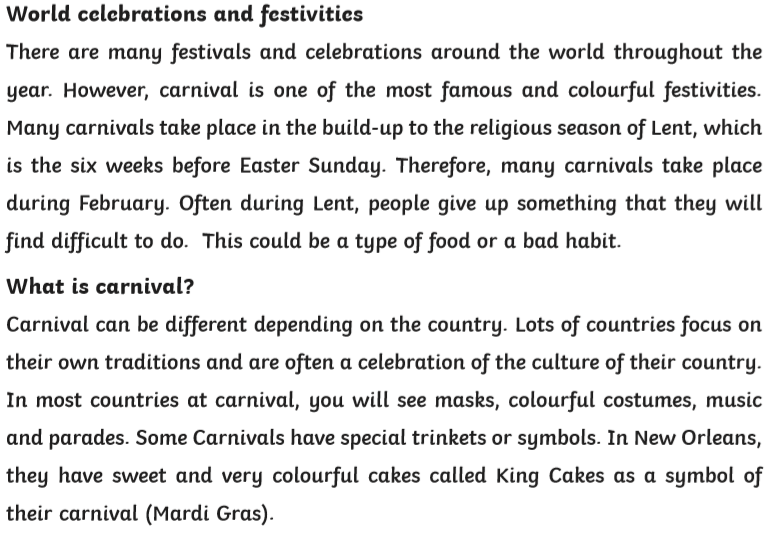 World celebrations and festivities
There are many festivals and celebrations around the world throughout the
year. However, carnival is one of the most famous and colourful festivities.
Many carnivals take place in the build-up to the religious season of Lent, which
is the six weeks before Easter Sunday. Therefore, many carnivals take place
during February. Often during Lent, people give up something that they will
find difficult to do.  This could be a type of food or a bad habit.
What is carnival?
Carnival can be different depending on the country. Lots of countries focus on
their own traditions and are often a celebration of the culture of their country.
In most countries at carnival, you will see masks, colourful costumes, music
and parades. Some Carnivals have special trinkets or symbols. In New Orleans,
they have sweet and very colourful cakes called King Cakes as a symbol of
their carnival (Mardi Gras).